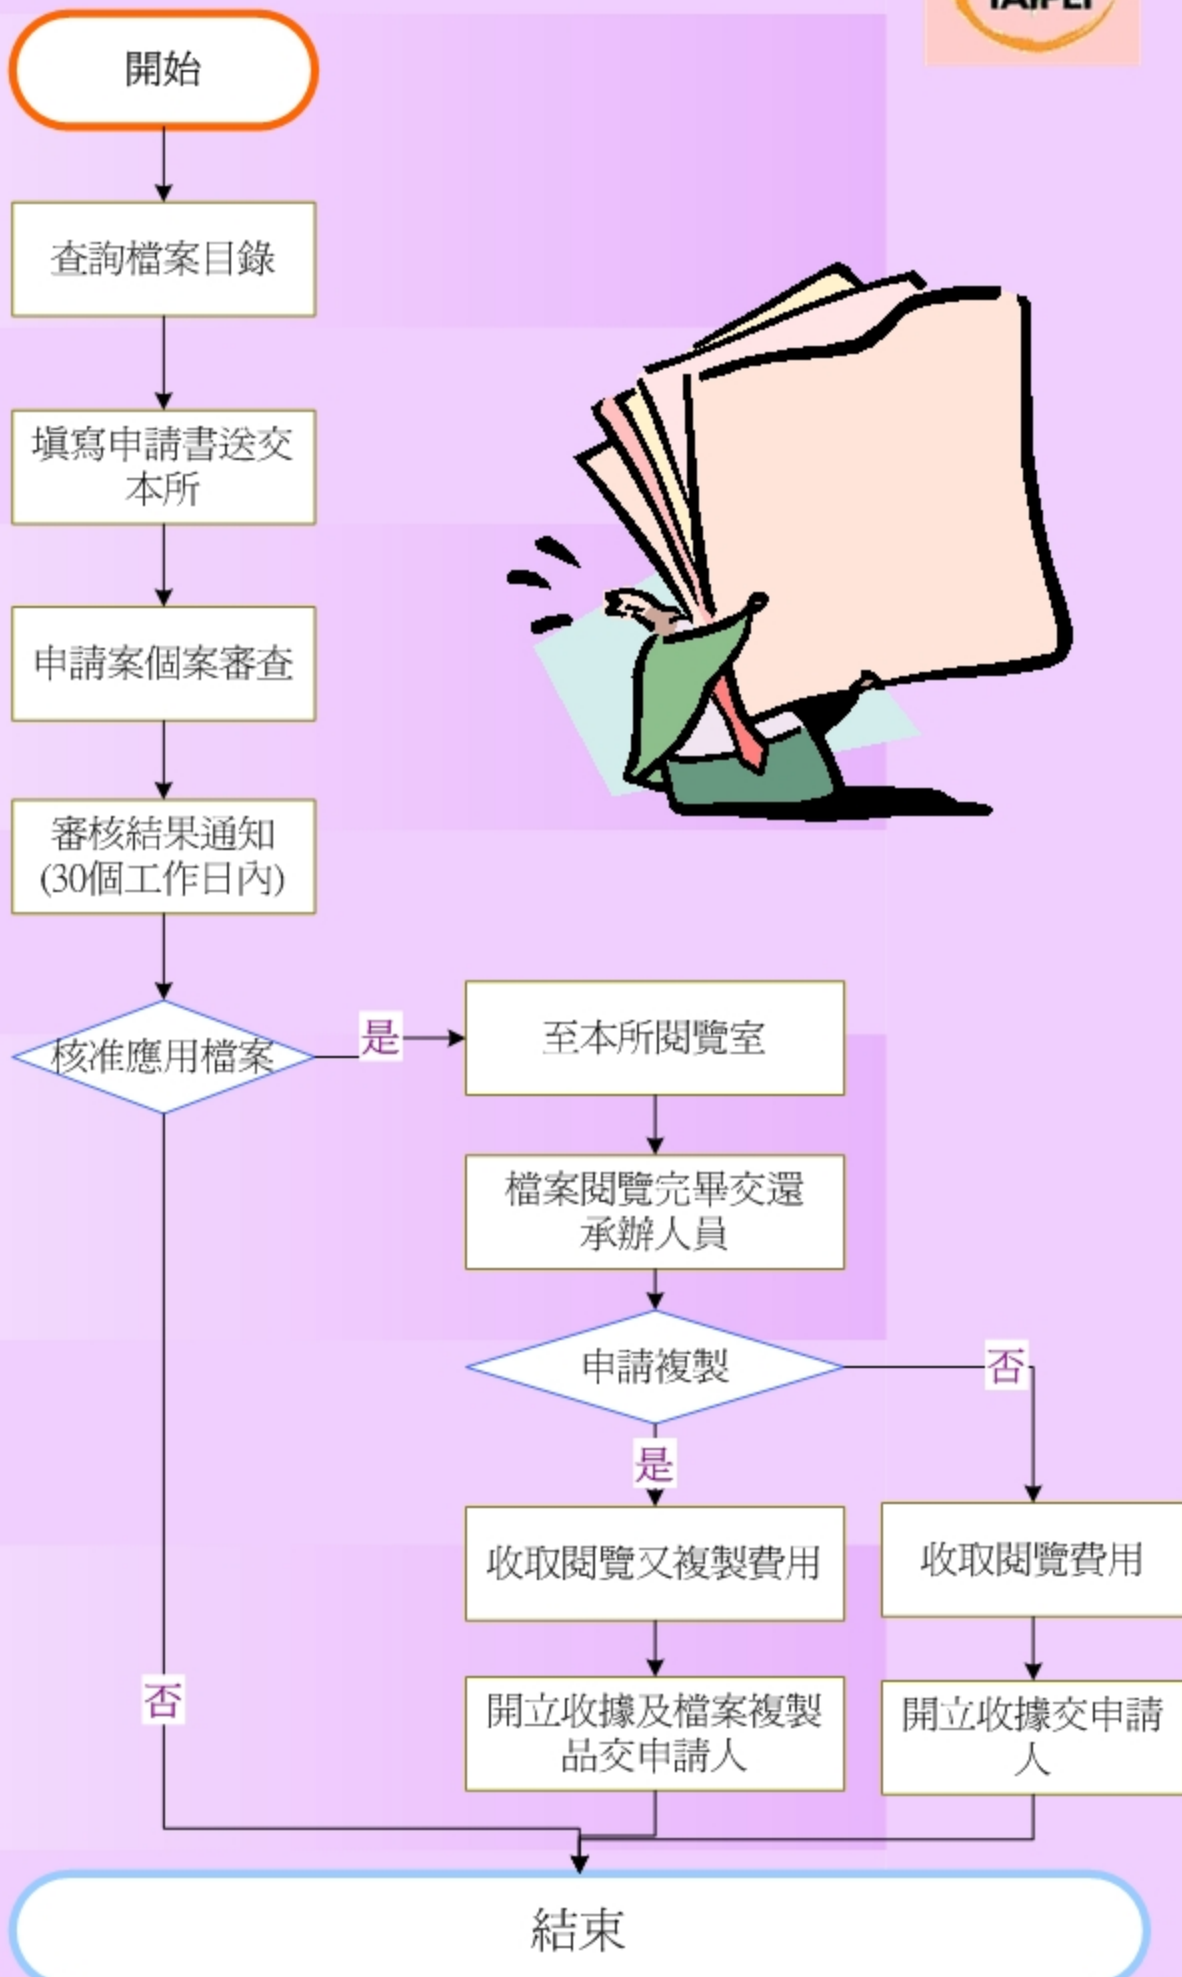 TAIPEI
開始
查詢檔案目錄
填寫申請書送交
本所
申請案個案審查
審核結果通知
(30個工作日內)
核准應用檔案
是
至本所閱覽室
檔案閱覽完畢交還
承辦人員
申請複製
否
是
收取閱覽又複製費用
收取閱覽費用
否
開立收據及檔案複製
品交申請人
開立收據交申請
人
結束